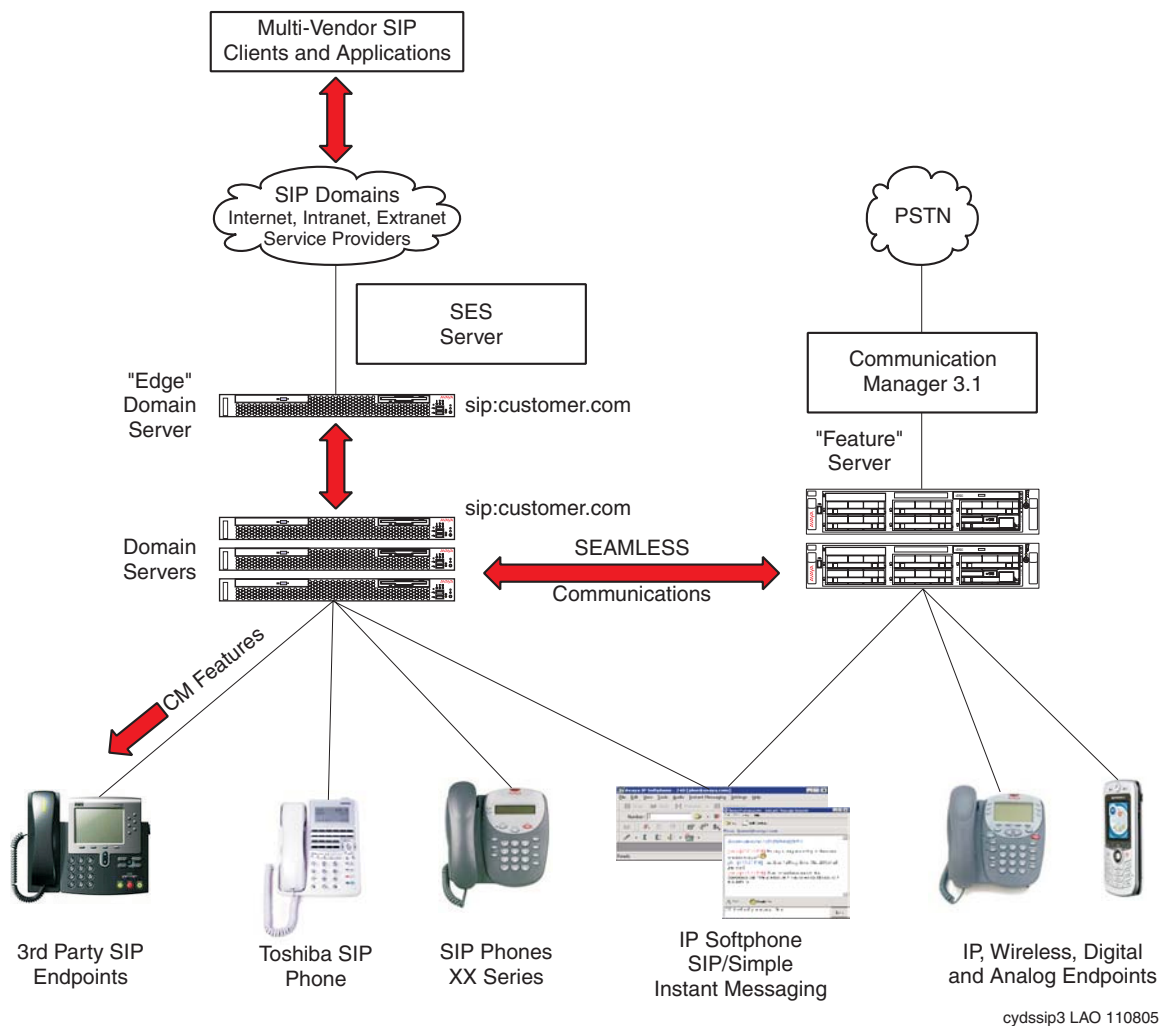 Multi-Vendor SIP
Clients and Applications
SIP Domains
Internet, Intranet, Extranet
Service Providers
PSTN
SES
Server
Communication
Manager 3.1
"Edge"
Domain
Server
sip:customer.com
"Feature"
Server
sip:customer.com
Domain
Servers
SEAMLESS
Communications
CM Features
3rd Party SIP
Endpoints
Toshiba SIP
Phone
SIP Phones
XX Series
IP Softphone
SIP/Simple
Instant Messaging
IP, Wireless, Digital
and Analog Endpoints
cydssip3 LAO 110805